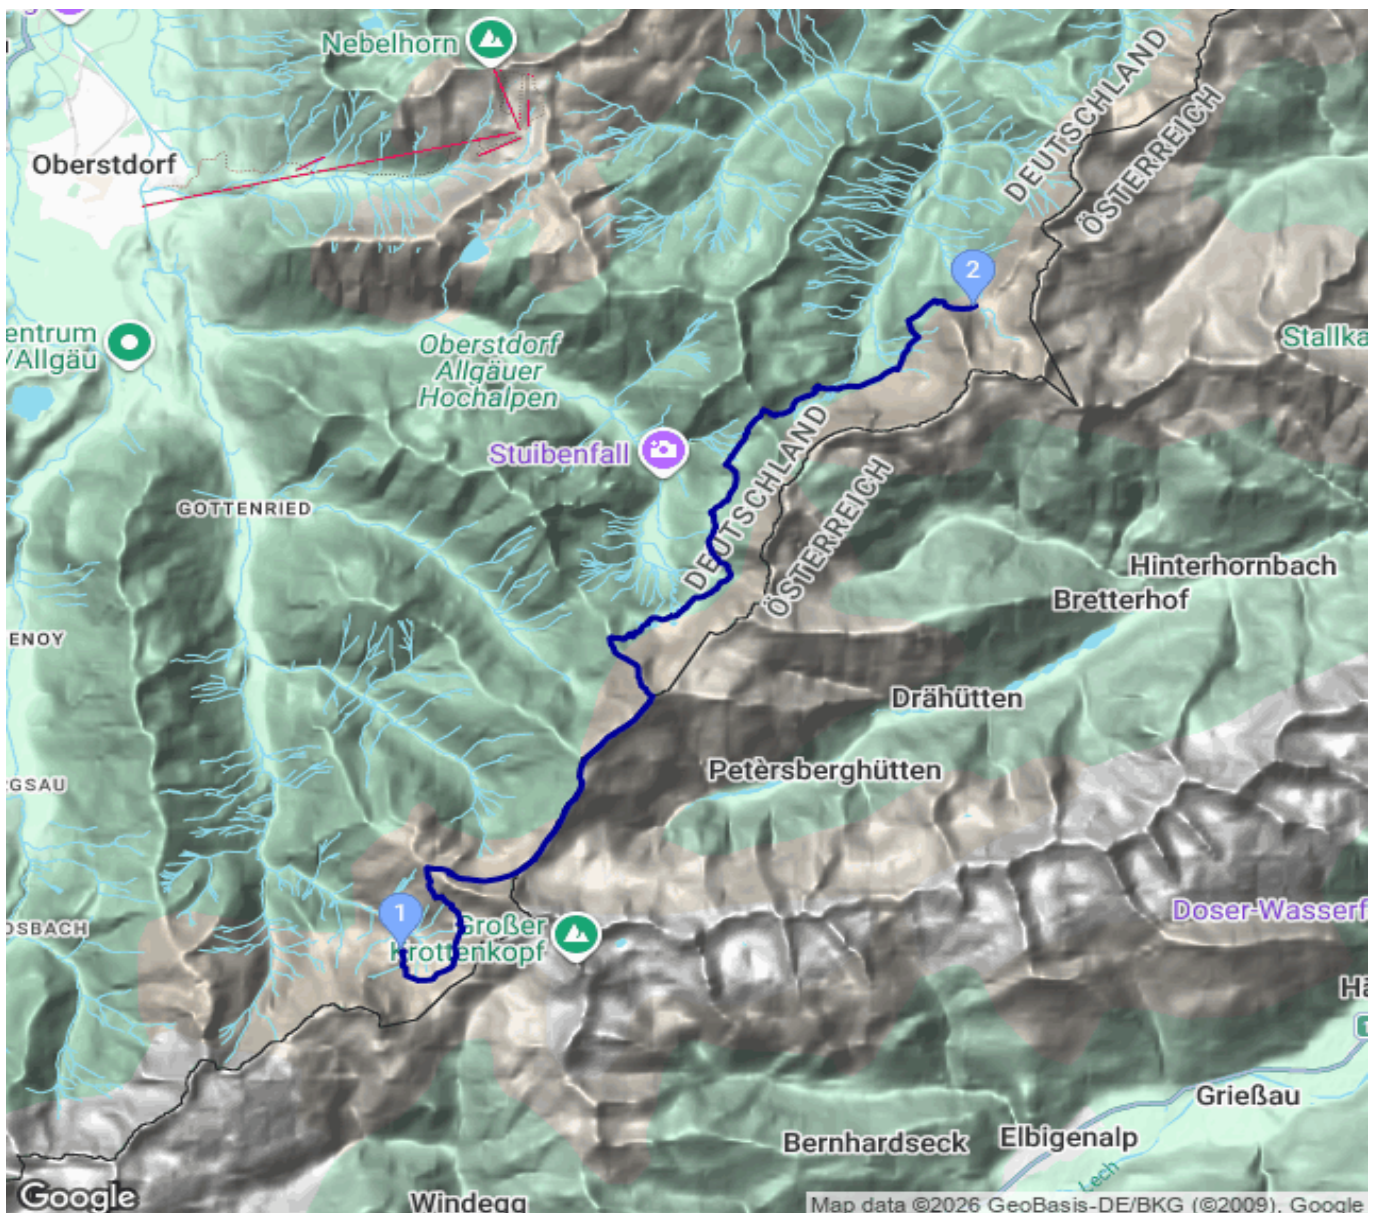 Nebelhorn
DEUTSCHLAND
ÖSTERREICH
Oberstdorf
2
entrum
/Allgäu
Oberstdorf
Allgäuer
Hochalpen
Stallka
Stuibenfall
DEUTSCHLAND
ÖSTERREICH
GOTTENRIED
Hinterhornbach
Bretterhof
ENOY
Drähütten
Petersberghütten
GSAU
1
Großer
Krottenkopf
OSBACH
Doser-Wasserf
Hä
Grießau
Bernhardseck
Elbigenalp
Lech
Windegg
Google
Map data ©2026 GeoBasis-DE/BKG (©2009), Google